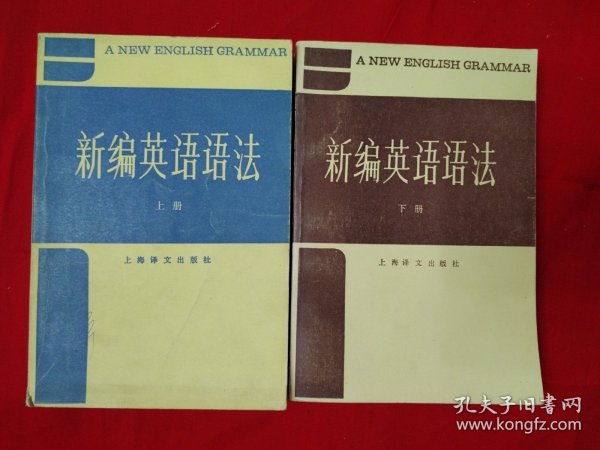 A NEW ENGLISH GRAMMAR
新编英语语法
上册
上海译文出版社
A NEW ENGLISH GRAMMAR
新编英语语法
下册
上海译文出版社
孔夫子旧书网
www.kongfz.com